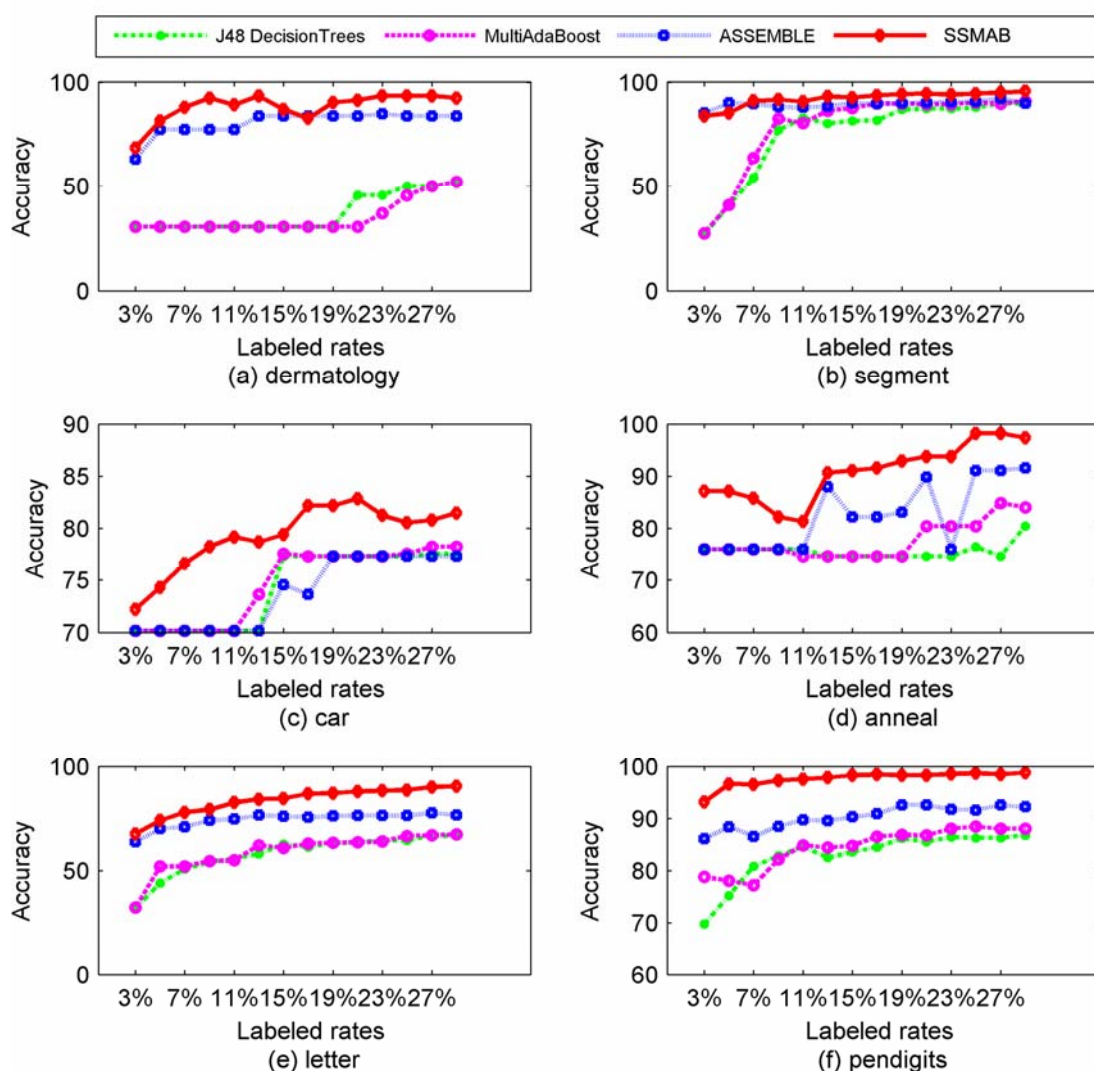 J48 DecisionTrees MultiAdaBoost ASSEMBLE SSMAB
100
50
0
Accuracy
3% 7% 11% 15% 19% 23% 27%
Labeled rates
(a) dermatology
100
50
0
Accuracy
3% 7% 11% 15% 19% 23% 27%
Labeled rates
(b) segment
90
85
80
75
70
Accuracy
3% 7% 11% 15% 19% 23% 27%
Labeled rates
(c) car
100
90
80
70
60
Accuracy
3% 7% 11% 15% 19% 23% 27%
Labeled rates
(d) anneal
100
50
0
Accuracy
3% 7% 11% 15% 19% 23% 27%
Labeled rates
(e) letter
100
90
80
70
60
Accuracy
3% 7% 11% 15% 19% 23% 27%
Labeled rates
(f) pendigits